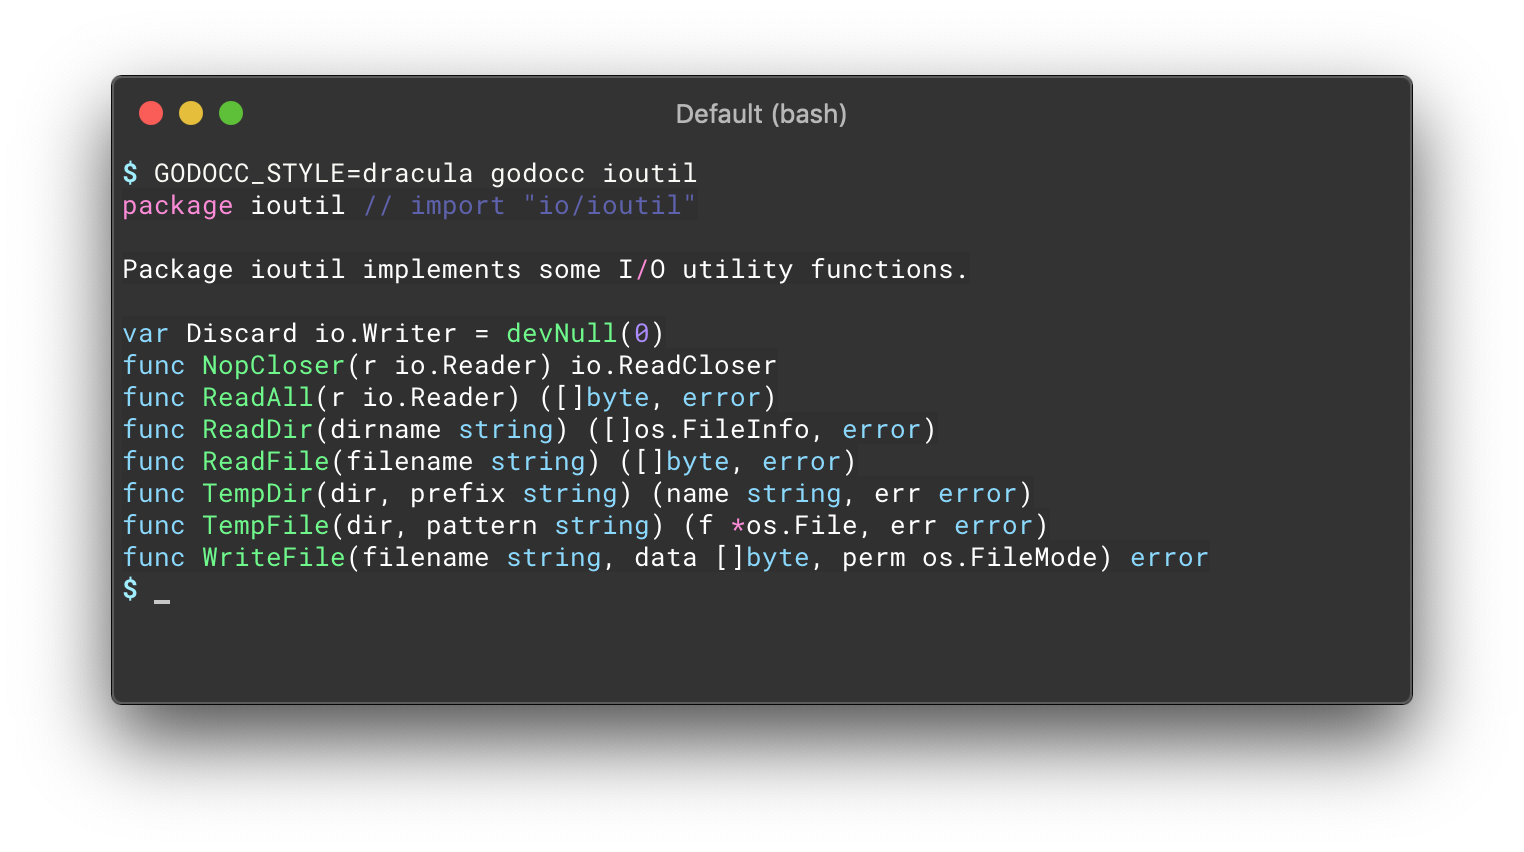 Default (bash)
$ GODOCC_STYLE=dracula godocc ioutil
package ioutil // import "io/ioutil"
Package ioutil implements some I/O utility functions.
var Discard io.Writer = devNull(0)
func NopCloser(r io.Reader) io.ReadCloser
func ReadAll(r io.Reader) ([]byte, error)
func ReadDir(dirname string) ([]os.FileInfo, error)
func ReadFile(filename string) ([]byte, error)
func TempDir(dir, prefix string) (name string, err error)
func TempFile(dir, pattern string) (f *os.File, err error)
func WriteFile(filename string, data []byte, perm os.FileMode) error
$ _